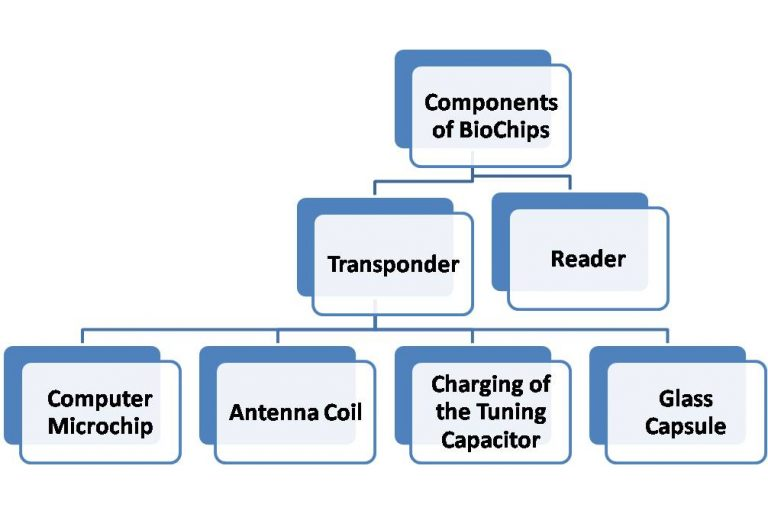 Components
of BioChips
Transponder
Reader
Computer
Microchip
Antenna Coil
Charging of
the Tuning
Capacitor
Glass
Capsule